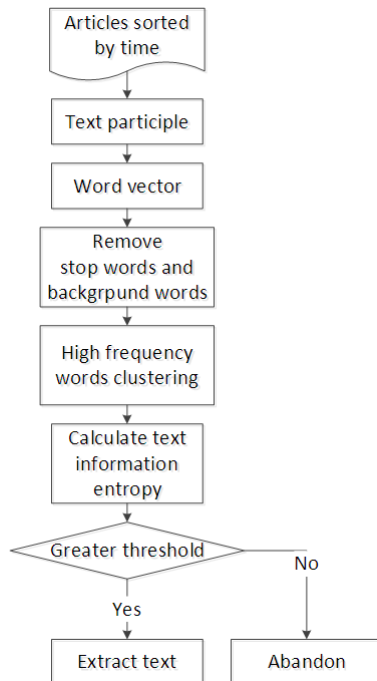 Articles sorted
by time
Text participle
Word vector
Remove
stop words and
backgrpund words
High frequency
words clustering
Calculate text
information
entropy
Greater threshold
No
Yes
Extract text
Abandon